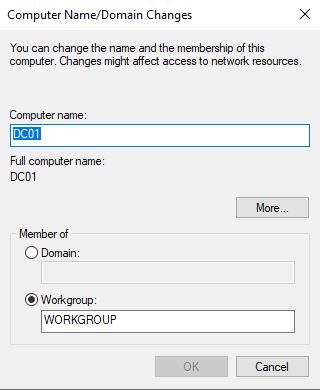 Computer Name/Domain Changes
You can change the name and the membership of this
computer. Changes might affect access to network resources.
Computer name:
DC01
Full computer name:
DC01
More...
Member of
Domain:
Workgroup:
WORKGROUP
OK
Cancel